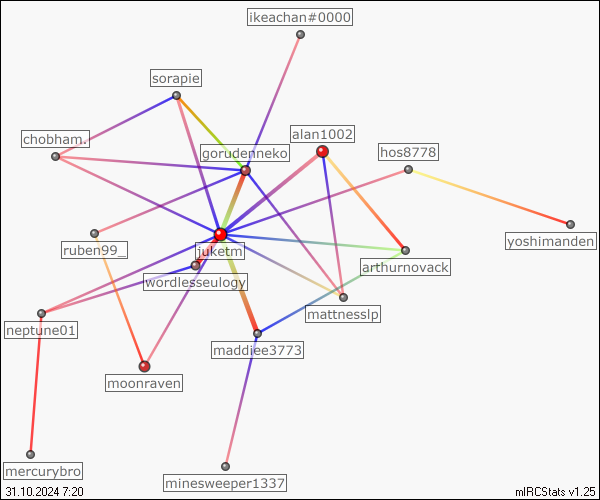 ikeachan#0000
sorapie
alan1002
chobham.
gorudenneko
hos8778
ruben99_
juketm
yoshimanden
arthurnovack
wordlesseulogy
mattnesslp
neptune01
maddiee3773
moonraven
mercurybro
minesweeper1337
31.10.2024 7:20
mIRCStats v1.25